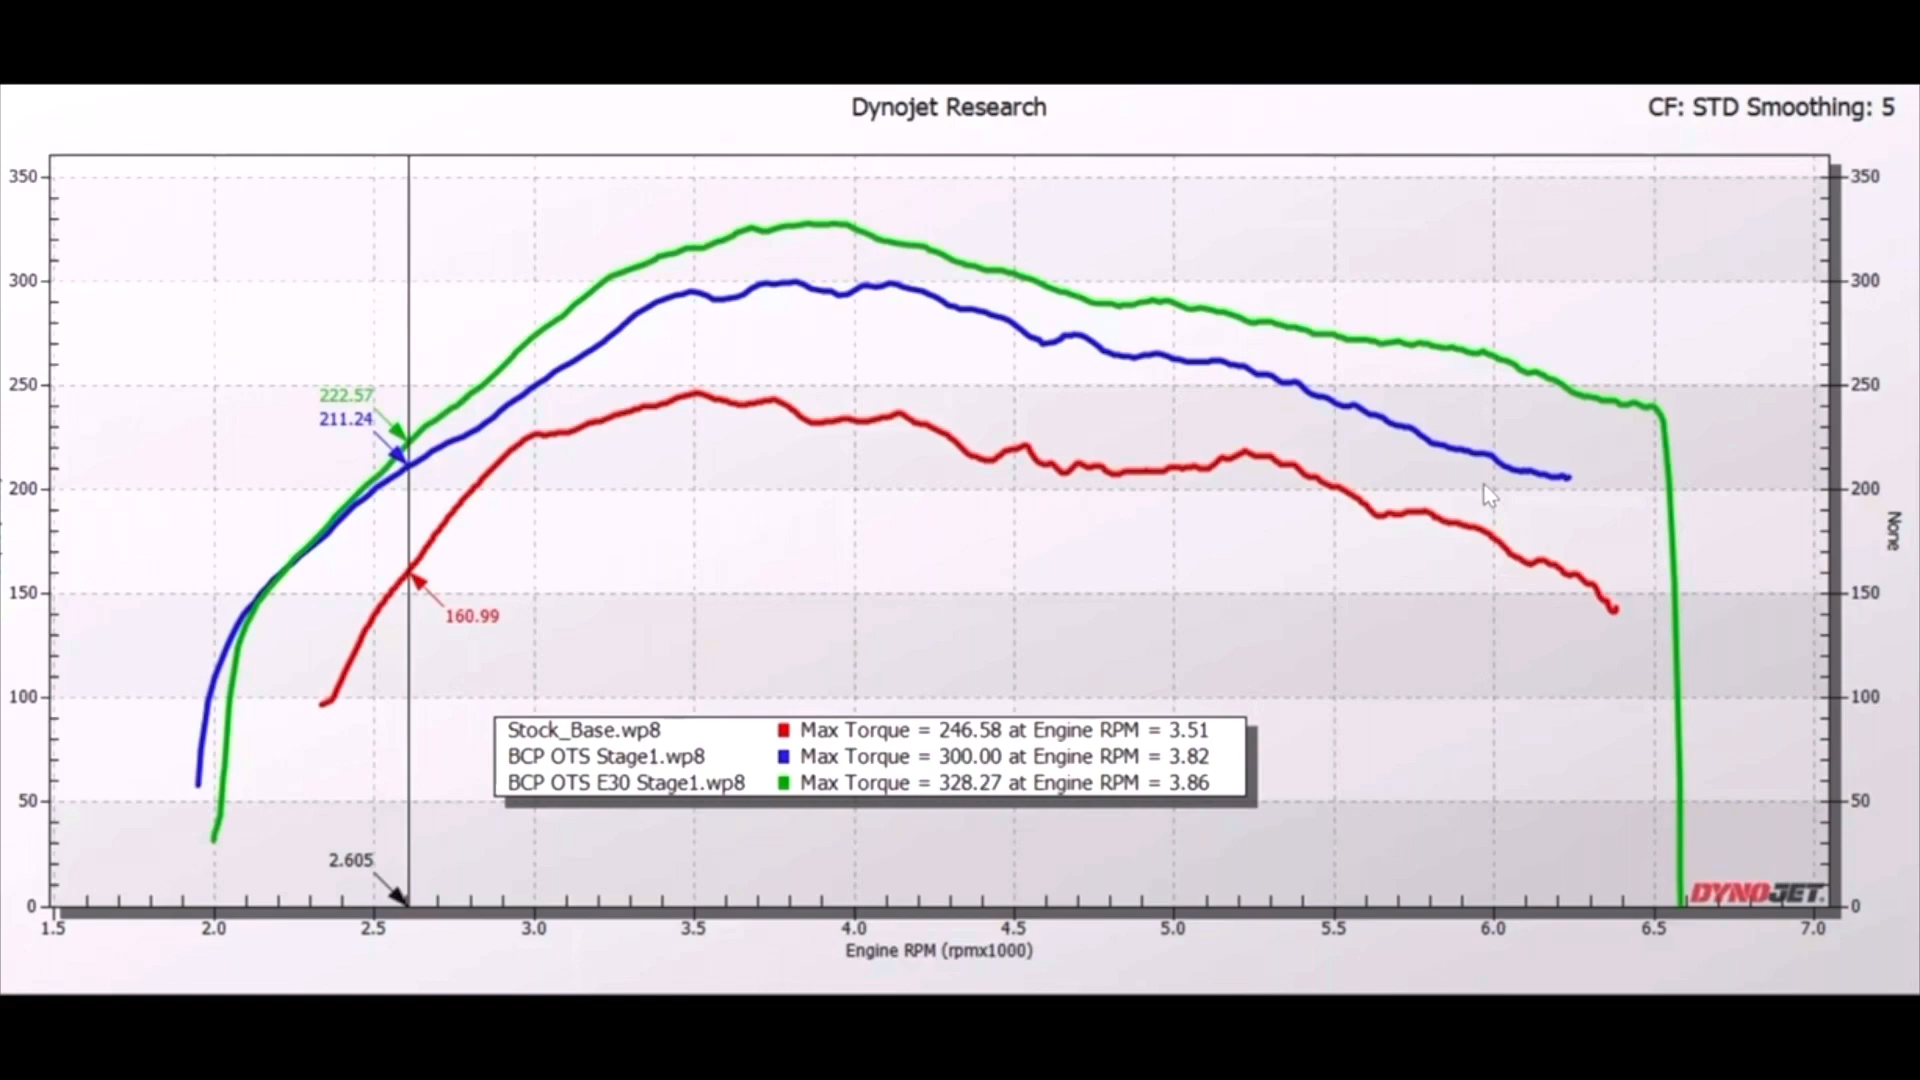 Dynojet Research
CF: STD Smoothing: 5
350
350
300
300
250
250
222.57
211.24
200
200
None
150
150
160.99
100
100
Stock_Base.wp8 Max Torque = 246.58 at Engine RPM = 3.51
BCP OTS Stage1.wp8 Max Torque = 300.00 at Engine RPM = 3.82
BCP OTS E30 Stage1.wp8 Max Torque = 328.27 at Engine RPM = 3.86
50
50
2.605
DYNOJET
0
0
1.5 2.0 2.5 3.0 3.5 4.0 4.5 5.0 5.5 6.0 6.5 7.0
Engine RPM (rpmx1000)